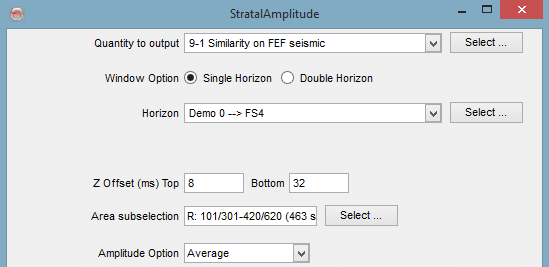 StratalAmplitude
Quantity to output 9-1 Similarity on FEF seismic Select ...
Window Option Single Horizon Double Horizon
Horizon Demo 0 --> FS4 Select ...
Z Offset (ms) Top 8 Bottom 32
Area subselection R: 101/301-420/620 (463 s Select ...
Amplitude Option Average